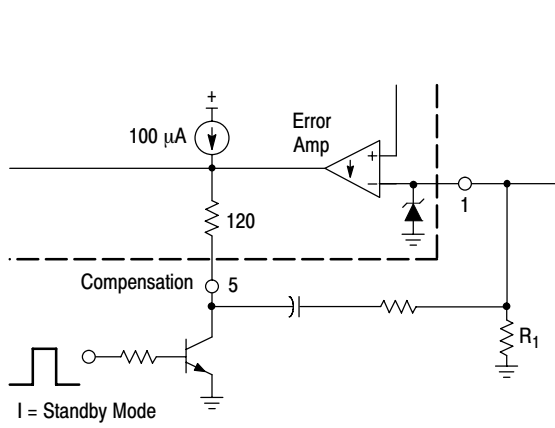 +
100 µA
Error
Amp
+
−
1
120
Compensation
5
R1
I = Standby Mode